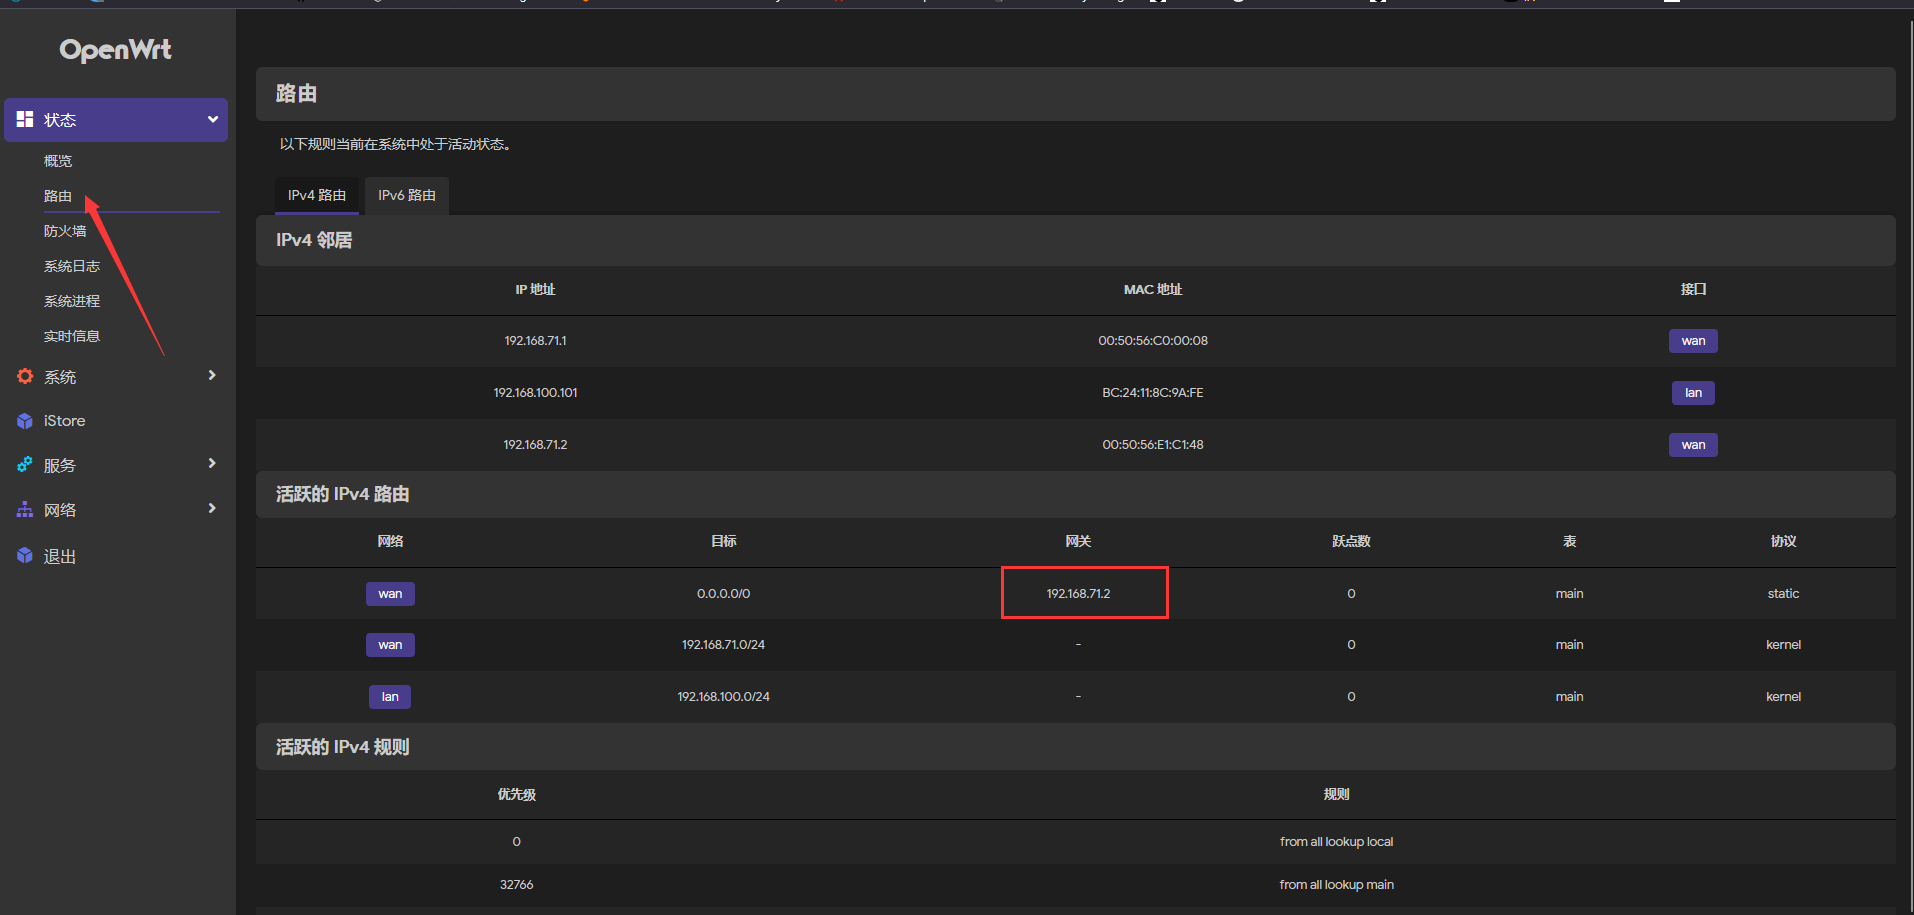 OpenWrt
状态
概览
路由
防火墙
系统日志
系统进程
实时信息
系统
iStore
服务
网络
退出
路由
以下规则当前在系统中处于活动状态。
IPv4 路由 IPv6 路由
IPv4 邻居
IP 地址 MAC 地址 接口
192.168.71.1 00:50:56:C0:00:08 wan
192.168.100.101 BC:24:11:8C:9A:FE lan
192.168.71.2 00:50:56:E1:C1:48 wan
活跃的 IPv4 路由
网络 目标 网关 跃点数 表 协议
wan 0.0.0.0/0 192.168.71.2 0 main static
wan 192.168.71.0/24 - 0 main kernel
lan 192.168.100.0/24 - 0 main kernel
活跃的 IPv4 规则
优先级 规则
0 from all lookup local
32766 from all lookup main